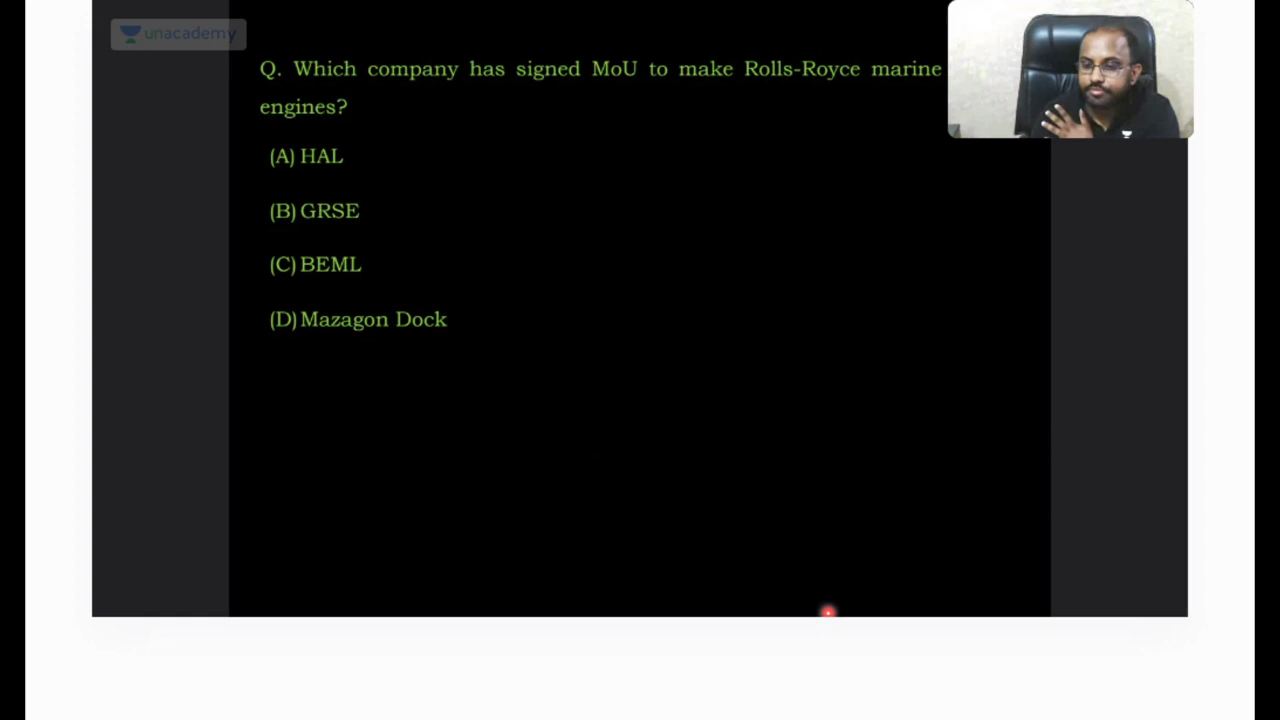 unacademy
Q. Which company has signed MoU to make Rolls-Royce marine
engines?
(A) HAL
(B) GRSE
(C) BEML
(D) Mazagon Dock